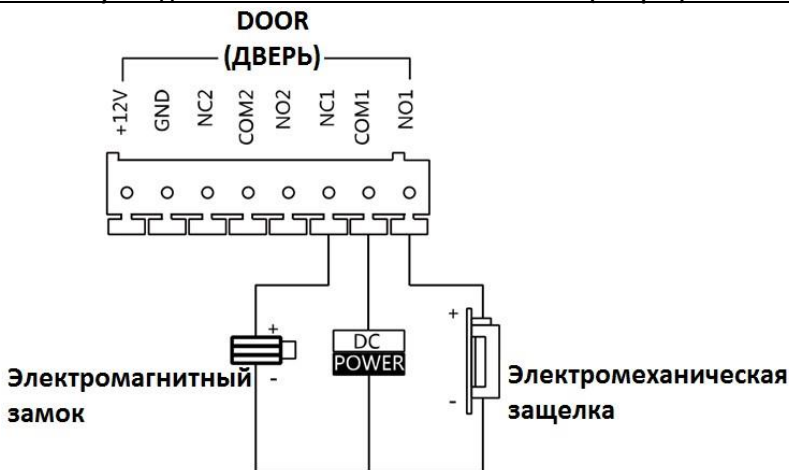 DOOR
(ДВЕРЬ)
+12V GND NC2 COM2 NO2 NC1 COM1 NO1
+ +
DC
POWER
- -
Электромагнитный замок
Электромеханическая защелка